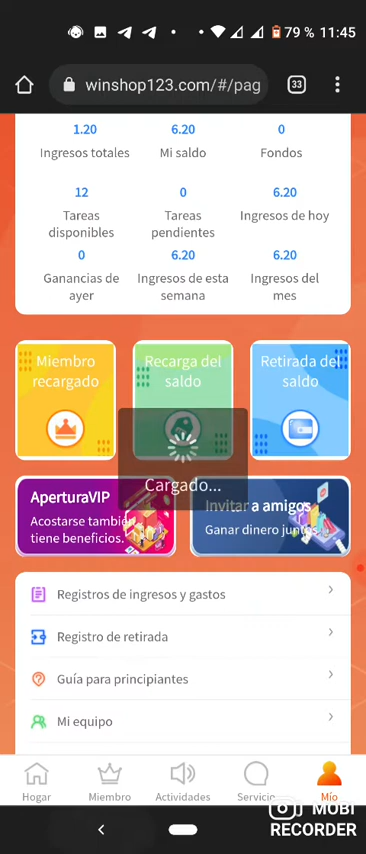 79 % 11:45
winshop123.com/#/pag
33
1.20 6.20 0
Ingresos totales Mi saldo Fondos
12 0 6.20
Tareas Tareas Ingresos de hoy
disponibles pendientes
0 6.20 6.20
Ganancias de Ingresos de esta Ingresos del
ayer semana mes
Miembro Recarga del Retirada del
recargado saldo saldo
Cargado...
AperturaVIP Invitar a amigos
Acostarse también Ganar dinero juntos
tiene beneficios.
Registros de ingresos y gastos
Registro de retirada
Guía para principiantes
Mi equipo
Hogar Miembro Actividades Servicio Mío
MOBI
RECORDER